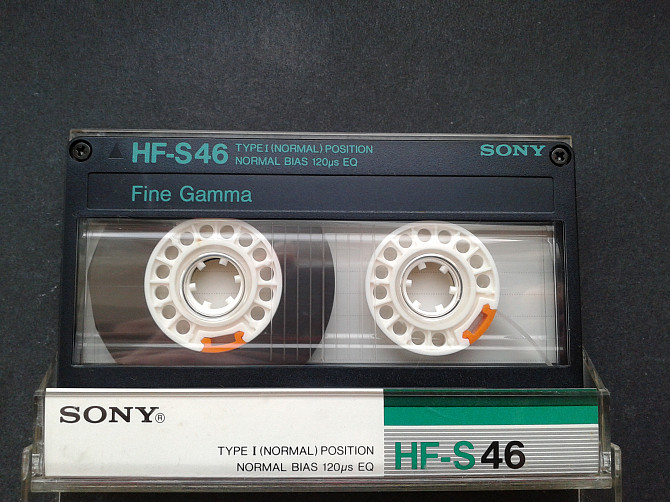 HF-S46 TYPE I (NORMAL) POSITION SONY
NORMAL BIAS 120µs EQ
Fine Gamma
SONY®
TYPE I (NORMAL) POSITION
NORMAL BIAS 120µs EQ
HF-S46